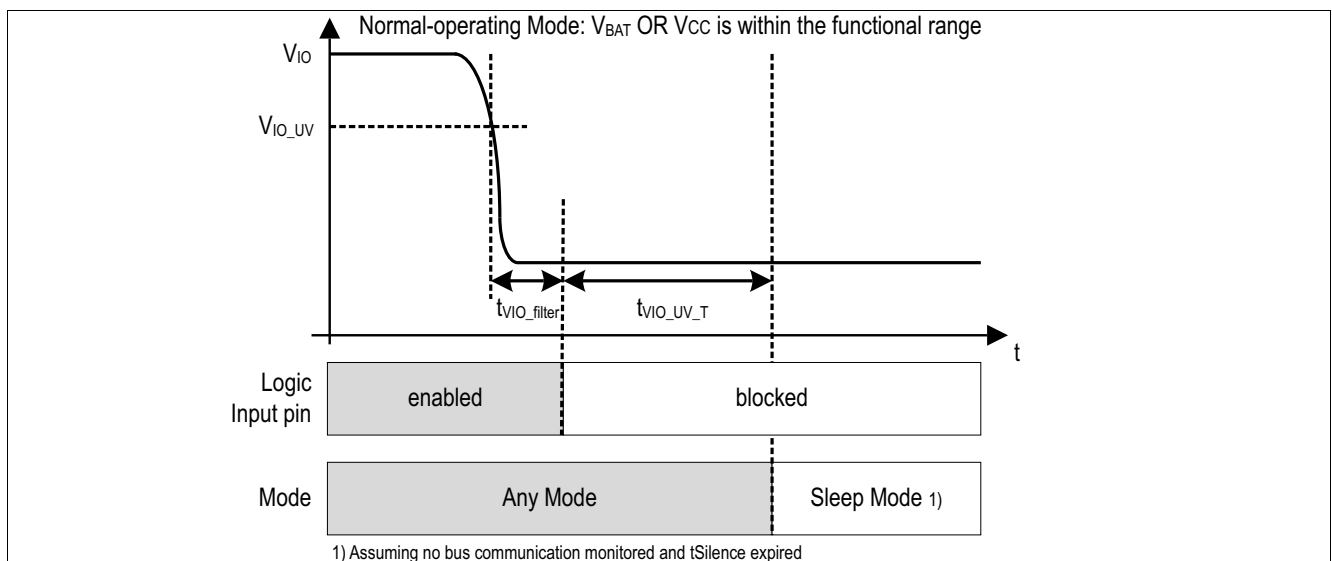 Normal-operating Mode: VBAT OR VCC is within the functional range
VIO
VIO_UV
tVIO_filter
tVIO_UV_T
t
Logic
Input pin
enabled
blocked
Mode
Any Mode
Sleep Mode 1)
1) Assuming no bus communication monitored and tSilence expired